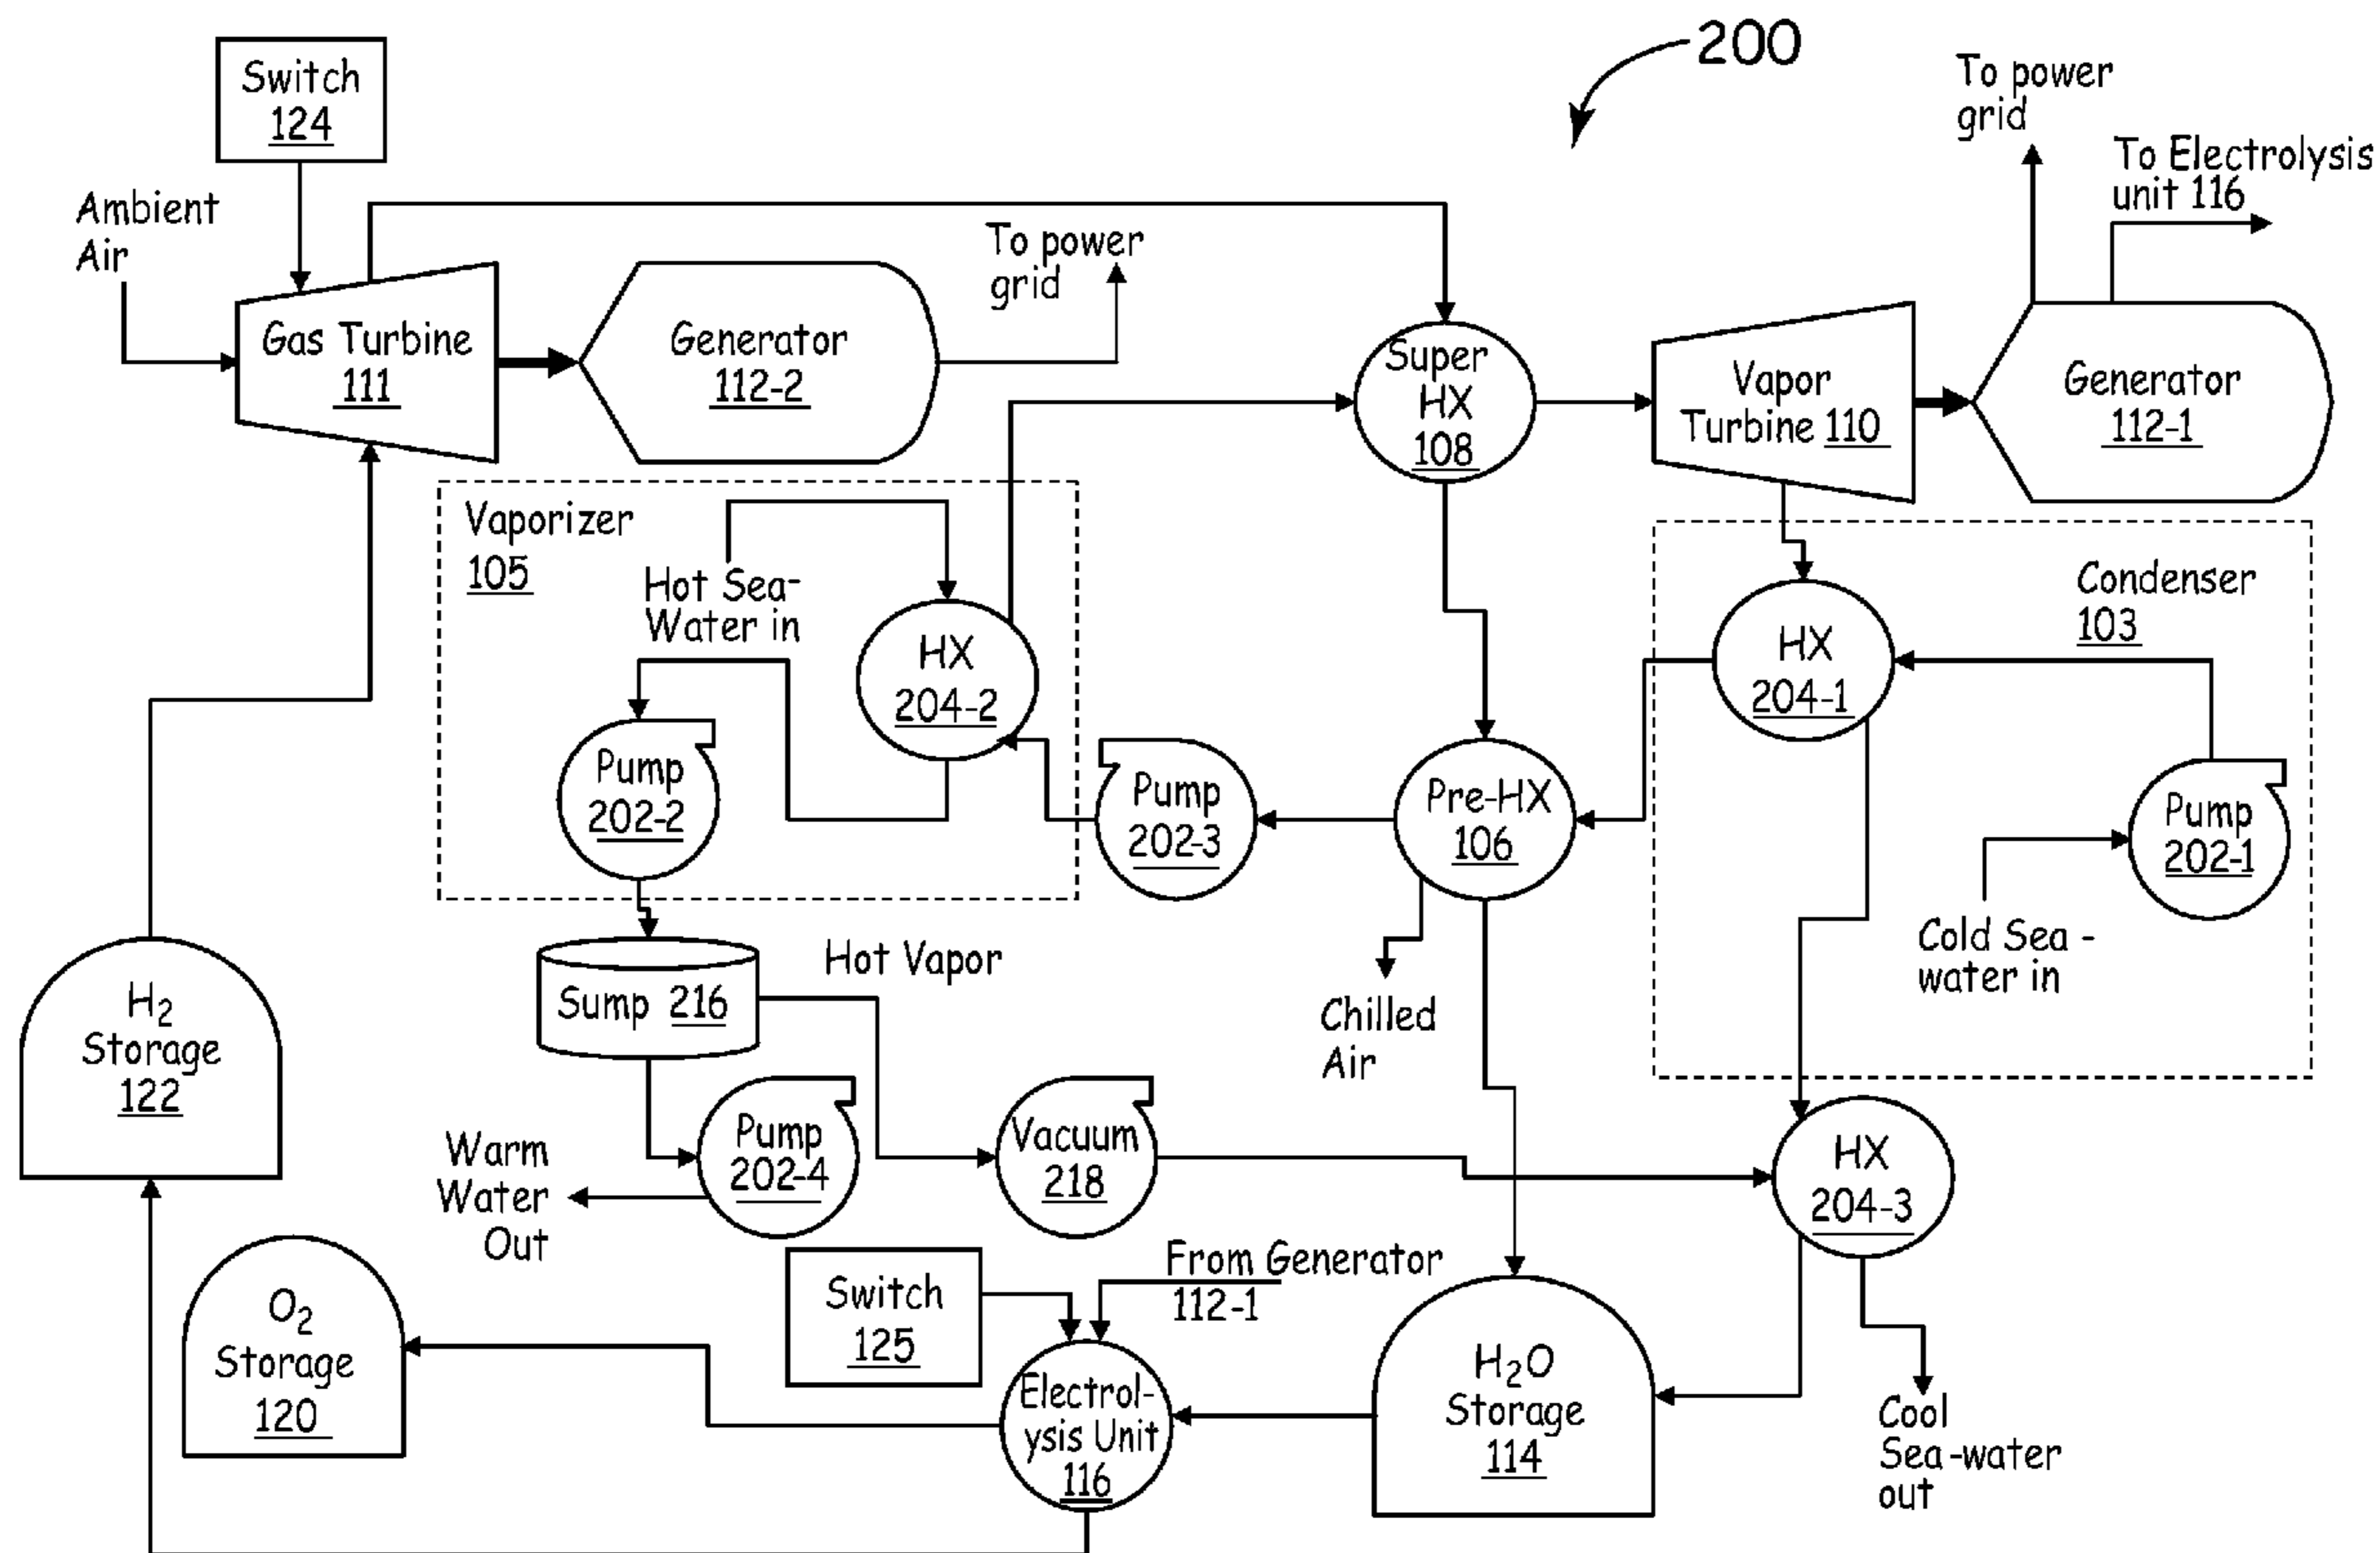 200
Switch
124
To power
grid
To Electrolysis
unit 116
Ambient
Air
To power
grid
Gas Turbine
111
Generator
112-2
Super
HX
108
Vapor
Turbine 110
Generator
112-1
Vaporizer
105
Hot Sea-
Water in
HX
204-2
Condenser
103
HX
204-1
Pump
202-2
Pump
202-3
Pre-HX
106
Pump
202-1
Cold Sea -
water in
Hot Vapor
Sump 216
Chilled
Air
H2
Storage
122
Warm
Water
Out
Pump
202-4
Vacuum
218
HX
204-3
From Generator
112-1
Switch
125
O2
Storage
120
Electrol-
ysis Unit
116
H2O
Storage
114
Cool
Sea-water
out